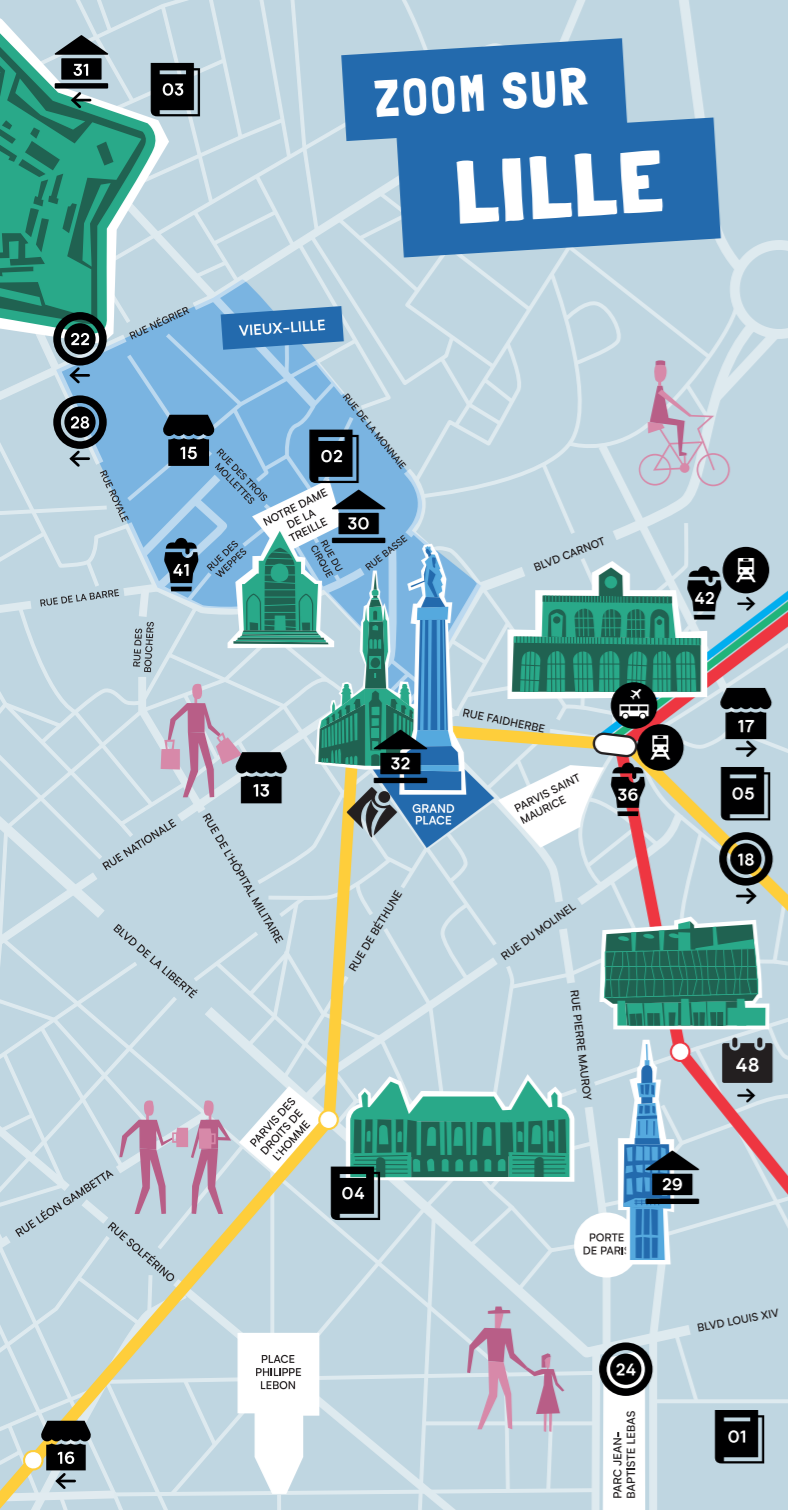 31
03
ZOOM SUR
LILLE
22
RUE NÉGRIER
VIEUX-LILLE
28
RUE DE LA MONNAIE
15
RUE DES TROIS
MOLLETTES
02
RUE ROYALE
NOTRE DAME
DE LA
TREILLE
30
41
RUE DES
WEPPES
RUE DU
CIRQUE
RUE BASSE
BLVD CARNOT
42
RUE DE LA BARRE
RUE DES
BOUCHERS
RUE FAIDHERBE
17
32
13
36
05
GRAND
PLACE
PARVIS SAINT
MAURICE
RUE NATIONALE
RUE DE L'HÔPITAL MILITAIRE
18
RUE DE BÉTHUNE
RUE DU MOLINEL
BLVD DE LA LIBERTÉ
RUE PIERRE MAUROY
48
PARVIS DES
DROITS DE
L'HOMME
04
29
RUE LÉON GAMBETTA
RUE SOLFÉRINO
PORTE
DE PARIS
BLVD LOUIS XIV
PLACE
PHILIPPE
LEBON
24
16
PARC JEAN-
BAPTISTE LEBAS
01